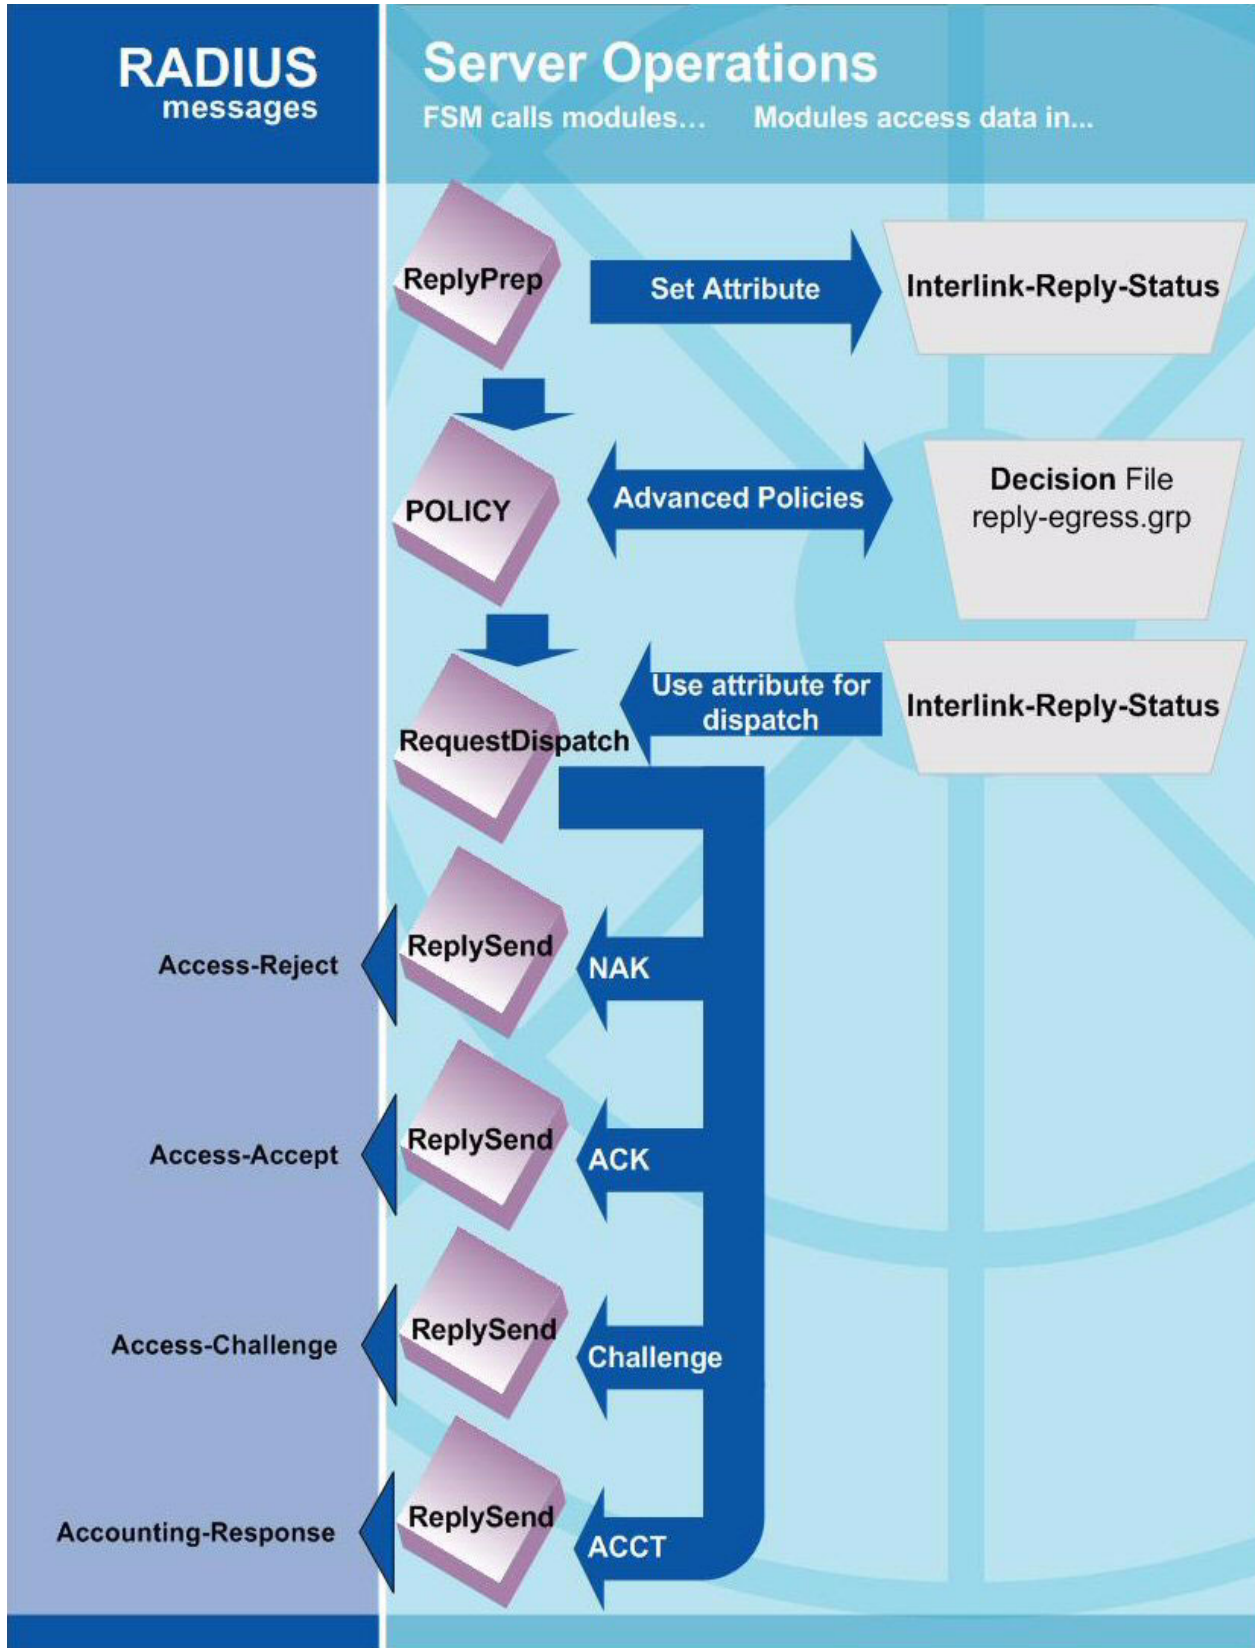 RADIUS
messages
Server Operations
FSM calls modules… Modules access data in...
ReplyPrep
Set Attribute
Interlink-Reply-Status
POLICY
Advanced Policies
Decision File
reply-egress.grp
RequestDispatch
Use attribute for
dispatch
Interlink-Reply-Status
Access-Reject
ReplySend
NAK
Access-Accept
ReplySend
ACK
Access-Challenge
ReplySend
Challenge
Accounting-Response
ReplySend
ACCT